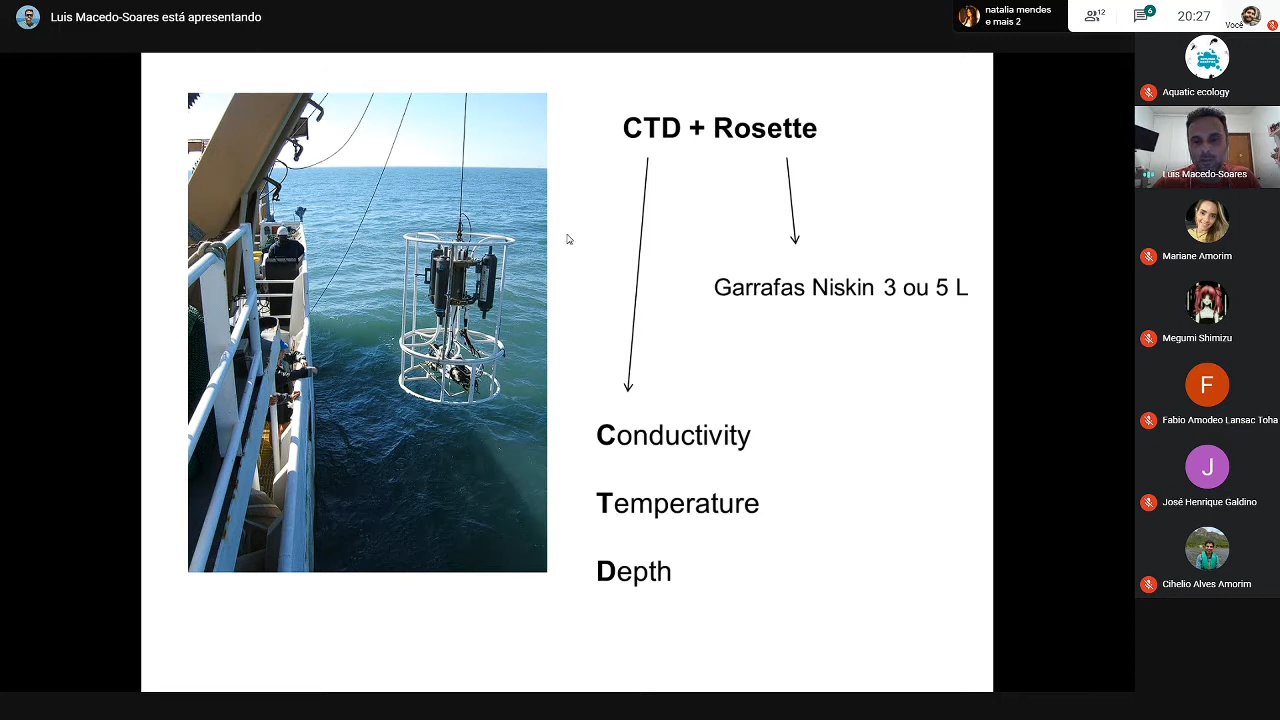 Luis Macedo-Soares está apresentando
natalia mendes
e mais 2
12
6
20:27
Você
CTD + Rosette
Garrafas Niskin 3 ou 5 L
Conductivity
Temperature
Depth
Aquatic ecology
Luis Macedo-Soares
Mariane Amorim
Megumi Shimizu
F
Fabio Amodeo Lansac Toha
J
José Henrique Galdino
Cihelio Alves Amorim